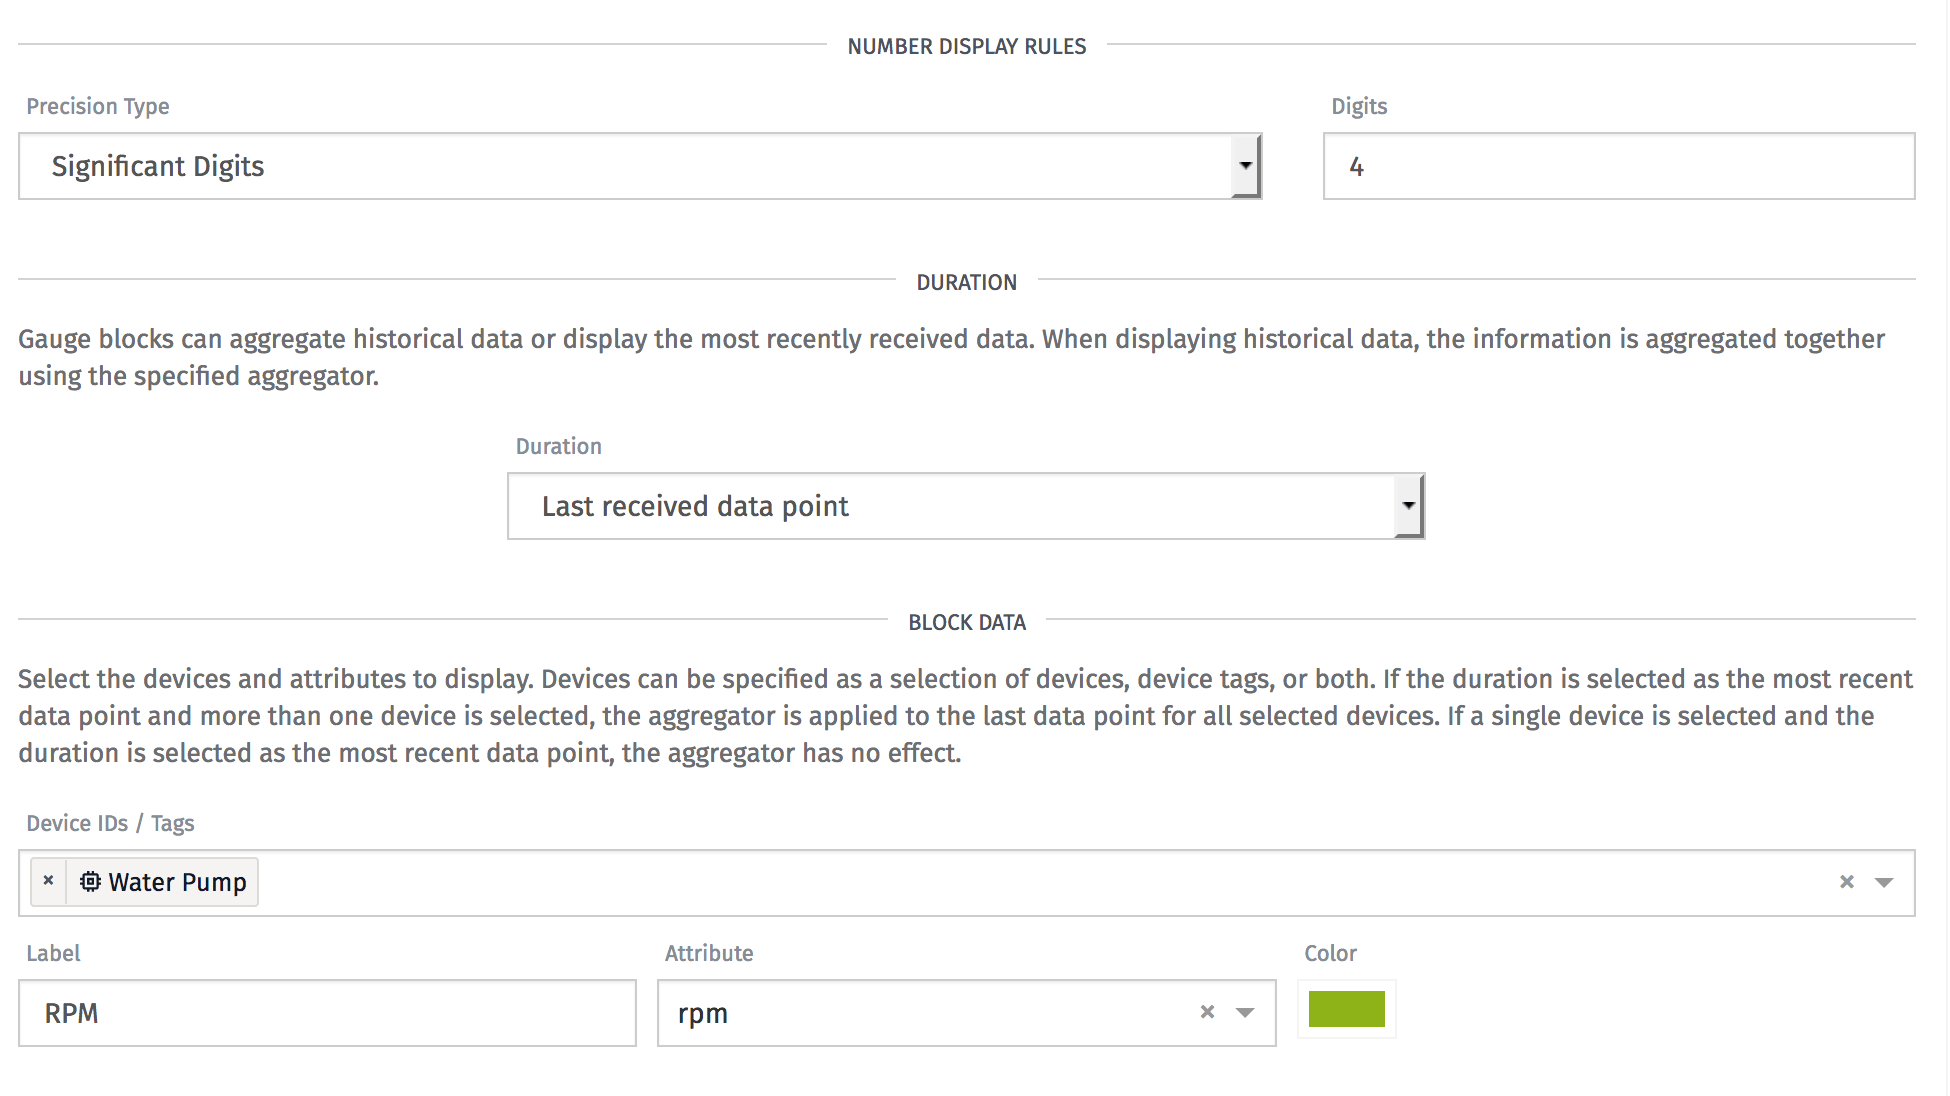 NUMBER DISPLAY RULES
Precision Type
Digits
Significant Digits
4
DURATION
Gauge blocks can aggregate historical data or display the most recently received data. When displaying historical data, the information is aggregated together
using the specified aggregator.
Duration
Last received data point
BLOCK DATA
Select the devices and attributes to display. Devices can be specified as a selection of devices, device tags, or both. If the duration is selected as the most recent
data point and more than one device is selected, the aggregator is applied to the last data point for all selected devices. If a single device is selected and the
duration is selected as the most recent data point, the aggregator has no effect.
Device IDs / Tags
× Water Pump ×
Label
Attribute
Color
RPM
rpm ×